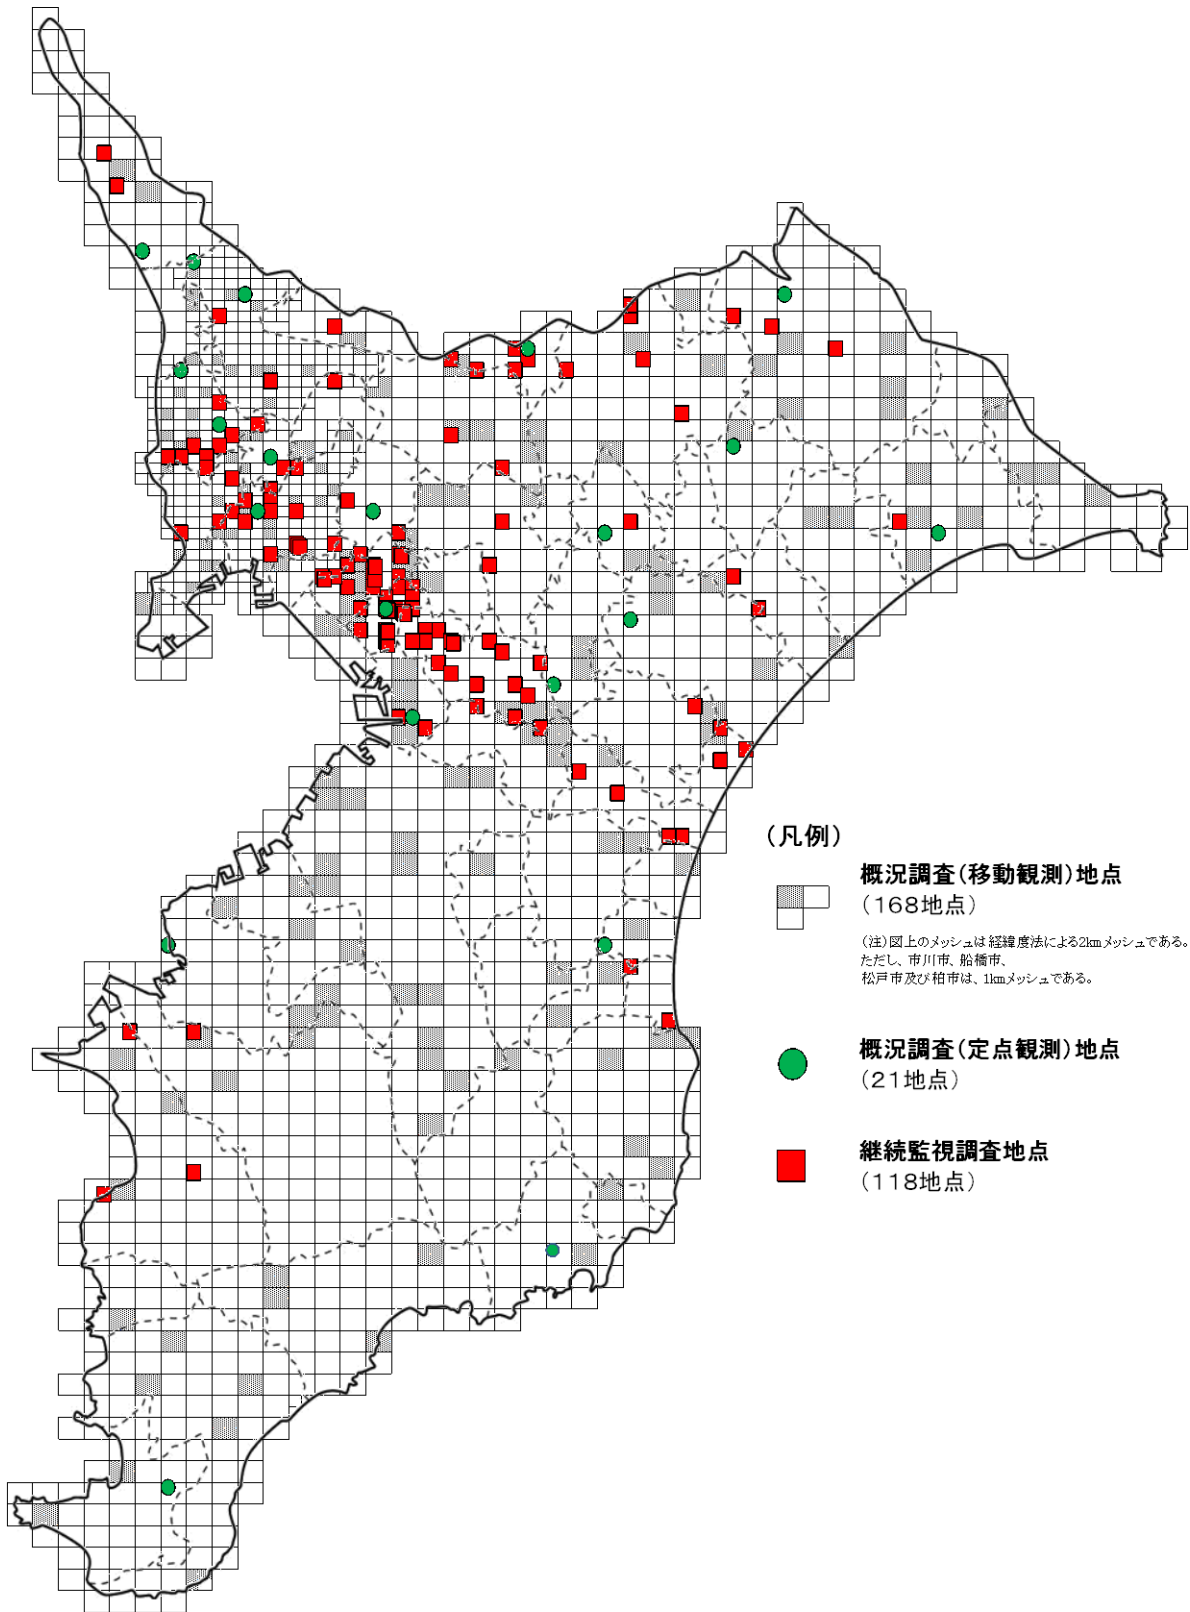 (凡例)
概況調査(移動観測)地点
(168地点)
(注)図上のメッシュは経緯度法による2kmメッシュである。
ただし、市川市、船橋市、
松戸市及び柏市は、1kmメッシュである。
概況調査(定点観測)地点
(21地点)
継続監視調査地点
(118地点)